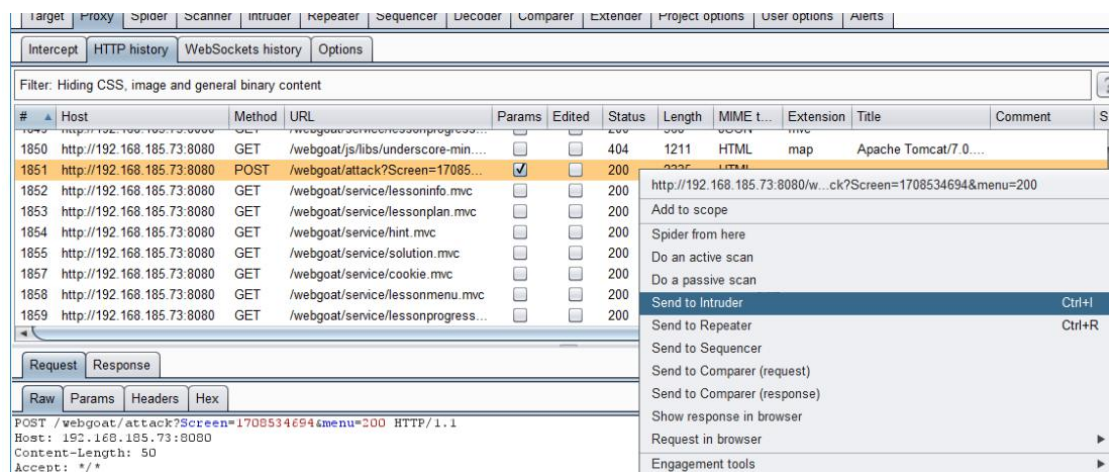 Target Proxy Spider Scanner Intruder Repeater Sequencer Decoder Comparer Extender Project options User options Alerts
Intercept HTTP history WebSockets history Options
Filter: Hiding CSS, image and general binary content
# Host Method URL Params Edited Status Length MIME t... Extension Title Comment S
1850 http://192.168.185.73:8080 GET /webgoat/js/libs/underscore-min.... 404 1211 HTML map Apache Tomcat/7.0....
1851 http://192.168.185.73:8080 POST /webgoat/attack?Screen=17085... 200 HTML
http://192.168.185.73:8080/w...ck?Screen=1708534694&menu=200
1852 http://192.168.185.73:8080 GET /webgoat/service/lessoninfo.mvc 200
Add to scope
1853 http://192.168.185.73:8080 GET /webgoat/service/lessonplan.mvc 200
Spider from here
1854 http://192.168.185.73:8080 GET /webgoat/service/hint.mvc 200
Do an active scan
1855 http://192.168.185.73:8080 GET /webgoat/service/solution.mvc 200
Do a passive scan
1857 http://192.168.185.73:8080 GET /webgoat/service/cookie.mvc 200
1858 http://192.168.185.73:8080 GET /webgoat/service/lessonmenu.mvc 200
Send to Intruder Ctrl+I
1859 http://192.168.185.73:8080 GET /webgoat/service/lessonprogress... 200
Send to Repeater Ctrl+R
Send to Sequencer
Send to Comparer (request)
Send to Comparer (response)
Show response in browser
Request in browser
Engagement tools
Request Response
Raw Params Headers Hex
POST /webgoat/attack?Screen=1708534694&menu=200 HTTP/1.1
Host: 192.168.185.73:8080
Content-Length: 50
Accept: */*